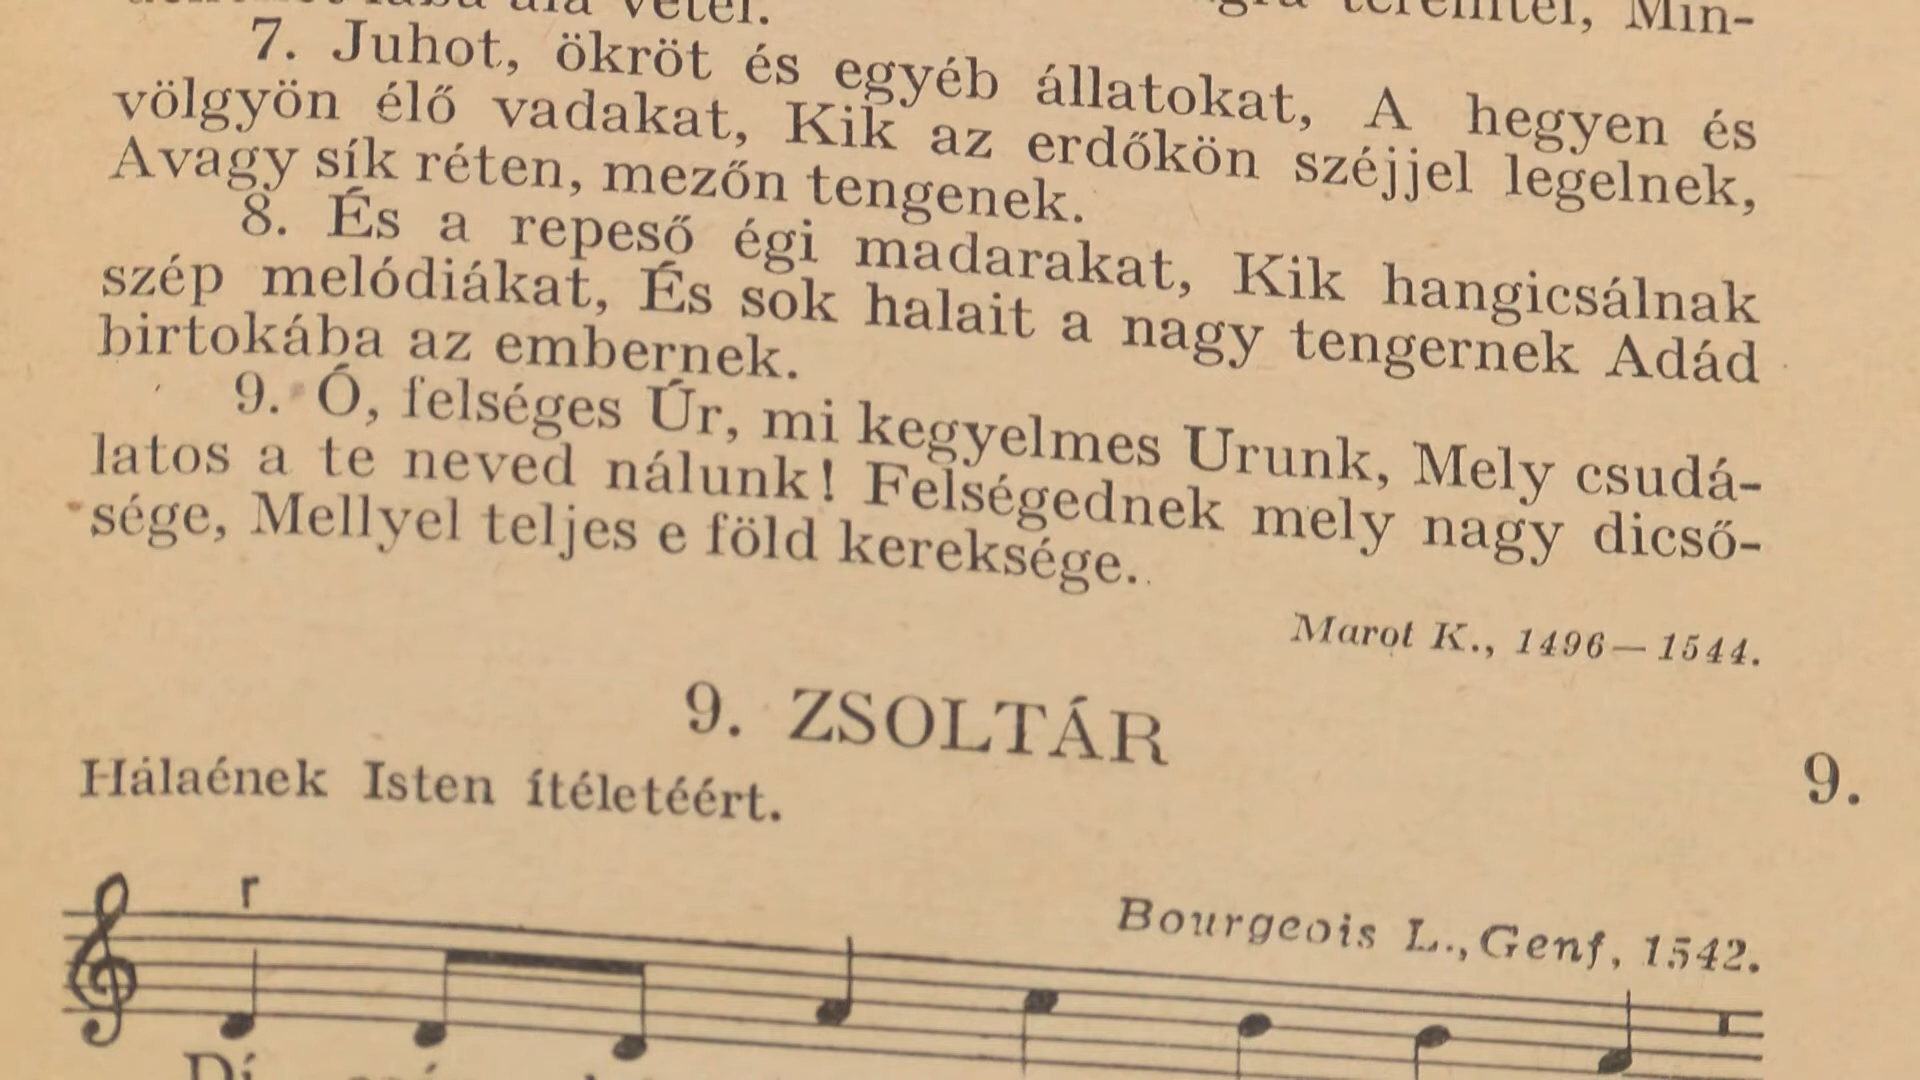 vetel.
teremtél, Min-
7. Juhot, ökröt és egyéb állatokat, A hegyen és
völgyön élő vadakat, Kik az erdőkön széjjel legelnek,
Avagy sík réten, mezőn tengenek.
8. És a repeső égi madarakat, Kik hangicsálnak
szép melódiákat, És sok halait a nagy tengernek Adád
birtokába az embernek.
9. Ó, felséges Úr, mi kegyelmes Urunk, Mely csudá-
latos a te neved nálunk! Felségednek mely nagy dicső-
sége, Mellyel teljes e föld kereksége.
Marot K., 1496—1544.
9. ZSOLTÁR
9.
Hálaének Isten ítéletéért.
r
Bourgeois L., Genf, 1542.